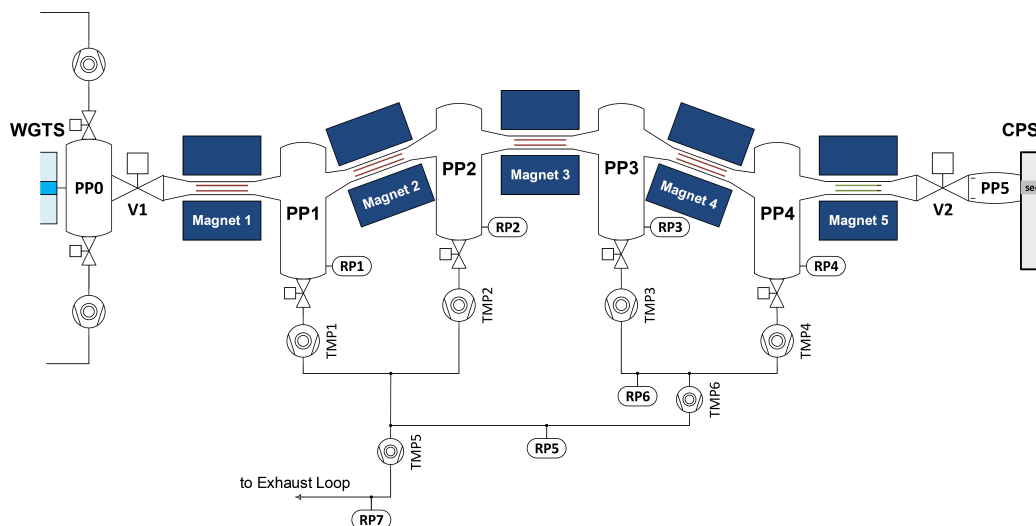 WGTS
CPS
PP0
V1
Magnet 1
PP1
Magnet 2
PP2
Magnet 3
PP3
Magnet 4
PP4
Magnet 5
V2
PP5
RP1
RP2
RP3
RP4
TMP1
TMP2
TMP3
TMP4
RP6
TMP6
TMP5
RP5
to Exhaust Loop
RP7